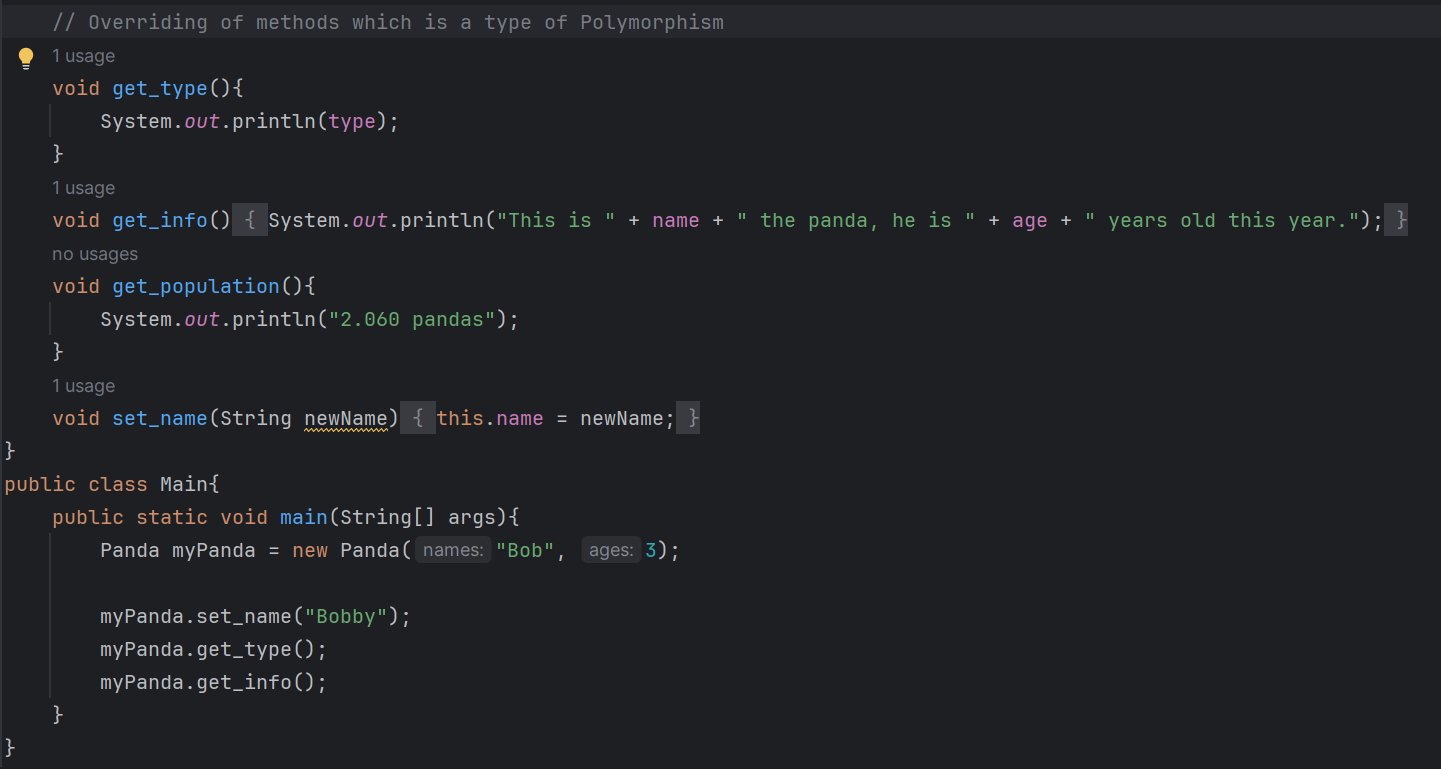 // Overriding of methods which is a type of Polymorphism
1 usage
void get_type(){
System.out.println(type);
}
1 usage
void get_info() { System.out.println("This is " + name + " the panda, he is " + age + " years old this year."); }
no usages
void get_population(){
System.out.println("2.060 pandas");
}
1 usage
void set_name(String newName) { this.name = newName; }
}
public class Main{
public static void main(String[] args){
Panda myPanda = new Panda( names: "Bob", ages: 3);
myPanda.set_name("Bobby");
myPanda.get_type();
myPanda.get_info();
}
}